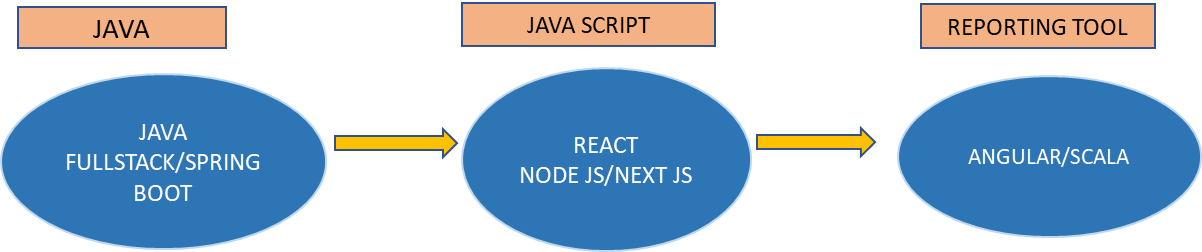 JAVA
JAVA SCRIPT
REPORTING TOOL
JAVA
FULLSTACK/SPRING
BOOT
REACT
NODE JS/NEXT JS
ANGULAR/SCALA